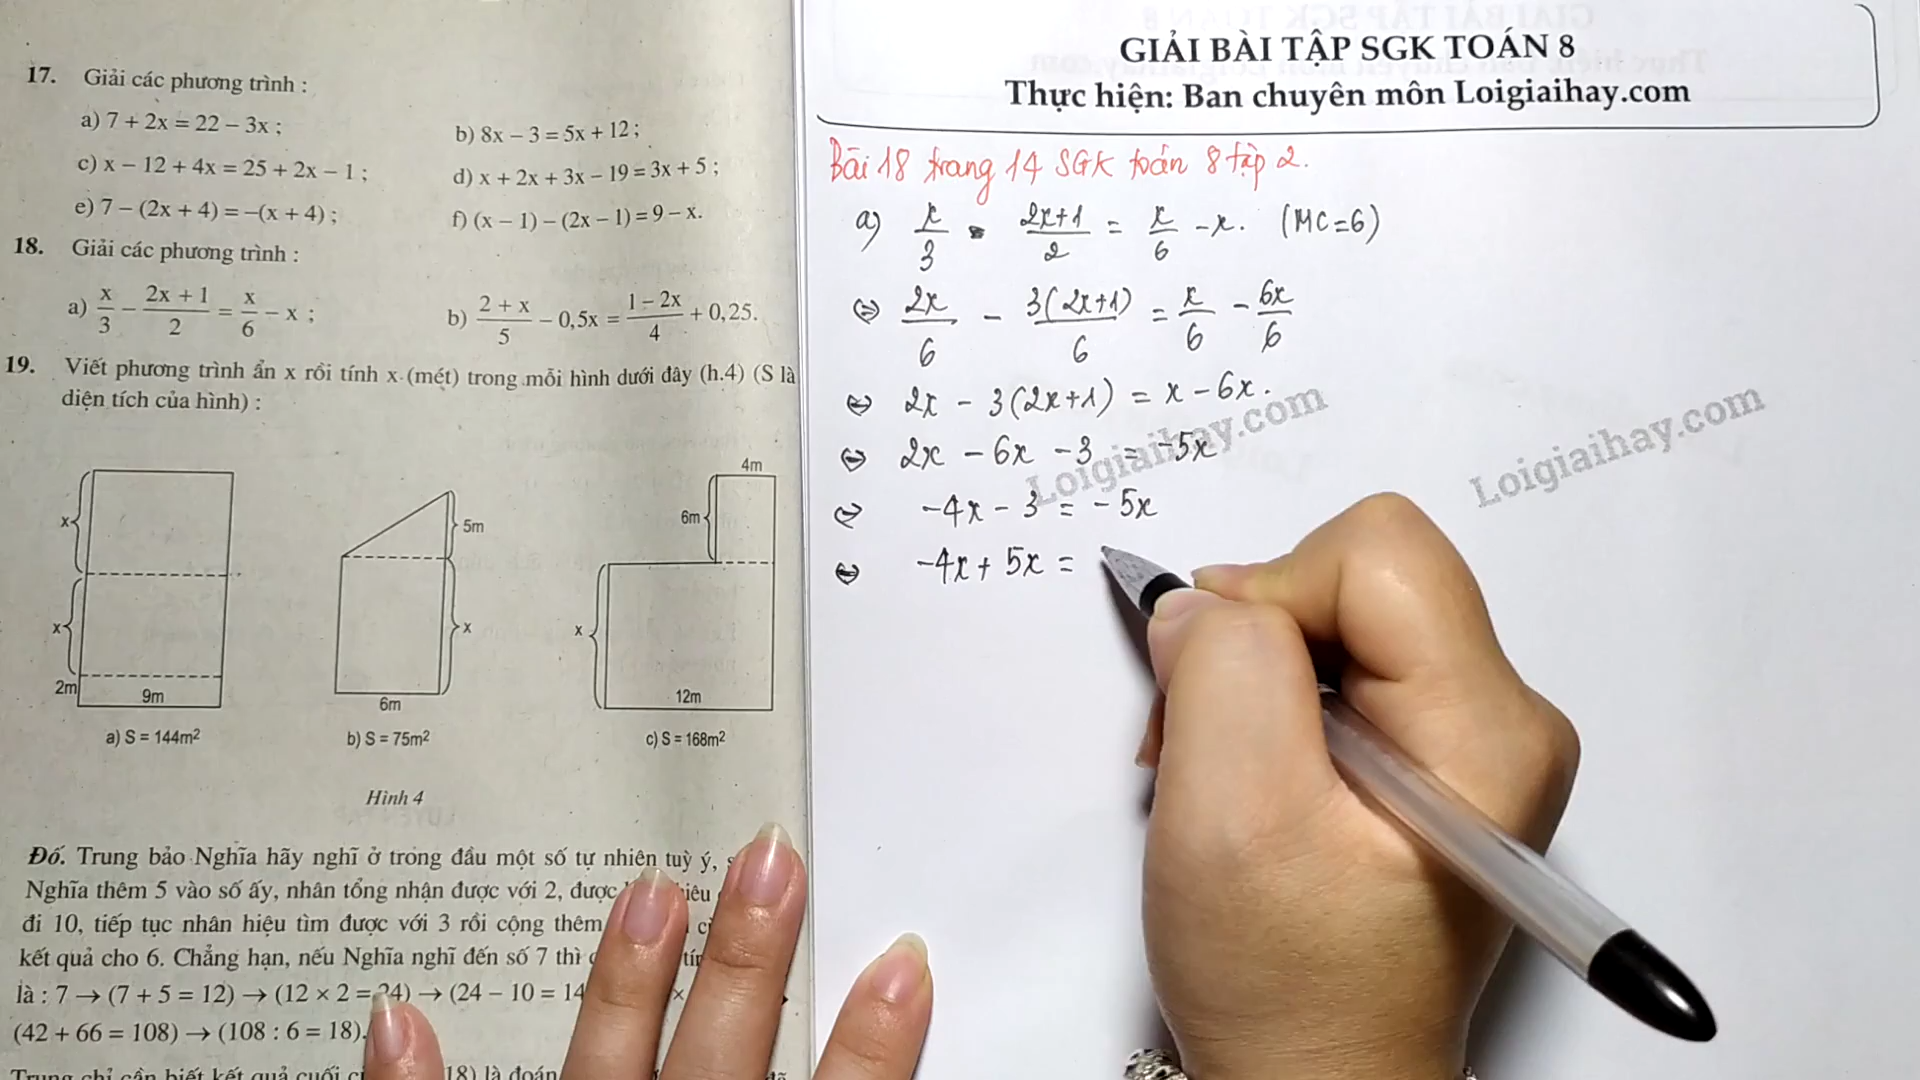 17. Giải các phương trình :
a) 7 + 2x = 22 – 3x ;
b) 8x – 3 = 5x + 12 ;
c) x – 12 + 4x = 25 + 2x – 1 ;
d) x + 2x + 3x – 19 = 3x + 5 ;
e) 7 – (2x + 4) = –(x + 4) ;
f) (x – 1) – (2x – 1) = 9 – x.
18. Giải các phương trình :
a) x/3 – (2x + 1)/2 = x/6 – x ;
b) (2 + x)/5 – 0,5x = (1 – 2x)/4 + 0,25.
19. Viết phương trình ẩn x rồi tính x (mét) trong mỗi hình dưới đây (h.4) (S là
diện tích của hình) :
x
x
2m
9m
a) S = 144m²
5m
x
6m
b) S = 75m²
4m
6m
x
12m
c) S = 168m²
Hình 4
Đố. Trung bảo Nghĩa hãy nghĩ ở trong đầu một số tự nhiên tuỳ ý,
Nghĩa thêm 5 vào số ấy, nhân tổng nhận được với 2, được
đi 10, tiếp tục nhân hiệu tìm được với 3 rồi cộng thêm
kết quả cho 6. Chẳng hạn, nếu Nghĩa nghĩ đến số 7 thì
là : 7 → (7 + 5 = 12) → (12 × 2 = 24) → (24 – 10 = 14
(42 + 66 = 108) → (108 : 6 = 18).
Trung chỉ cần biết kết quả cuối 18) là đoán
GIẢI BÀI TẬP SGK TOÁN 8
Thực hiện: Ban chuyên môn Loigiaihay.com
Bài 18 trang 14 SGK toán 8 tập 2.
a) x/3 - (2x+1)/2 = x/6 - x. (MC=6)
⇔ 2x/6 - 3(2x+1)/6 = x/6 - 6x/6
⇔ 2x - 3(2x+1) = x - 6x.
⇔ 2x - 6x - 3 = -5x
⇔ -4x - 3 = -5x
⇔ -4x + 5x =
Loigiaihay.com
Loigiaihay.com